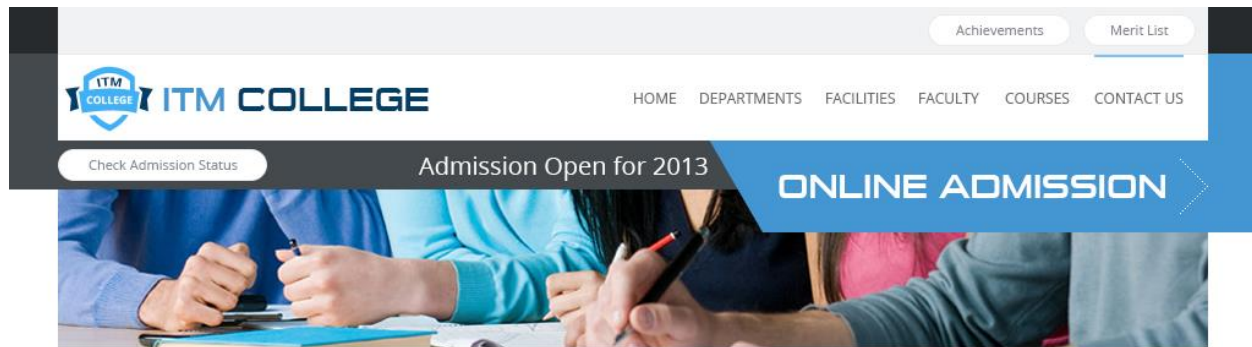 Achievements
Merit List
ITM
COLLEGE
ITM COLLEGE
HOME DEPARTMENTS FACILITIES FACULTY COURSES CONTACT US
Check Admission Status
Admission Open for 2013
ONLINE ADMISSION